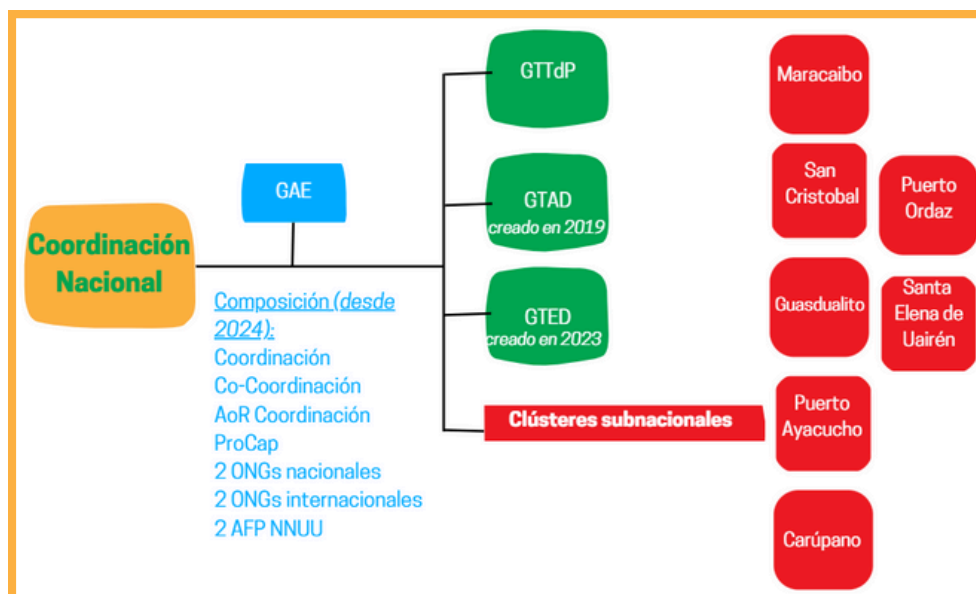 Coordinación
Nacional
GAE
Composición (desde
2024):
Coordinación
Co-Coordinación
AoR Coordinación
ProCap
2 ONGs nacionales
2 ONGs internacionales
2 AFP NNUU
GTTdP
GTAD
creado en 2019
GTED
creado en 2023
Clústeres subnacionales
Maracaibo
San
Cristobal
Puerto
Ordaz
Guasdualito
Santa
Elena de
Uairén
Puerto
Ayacucho
Carúpano